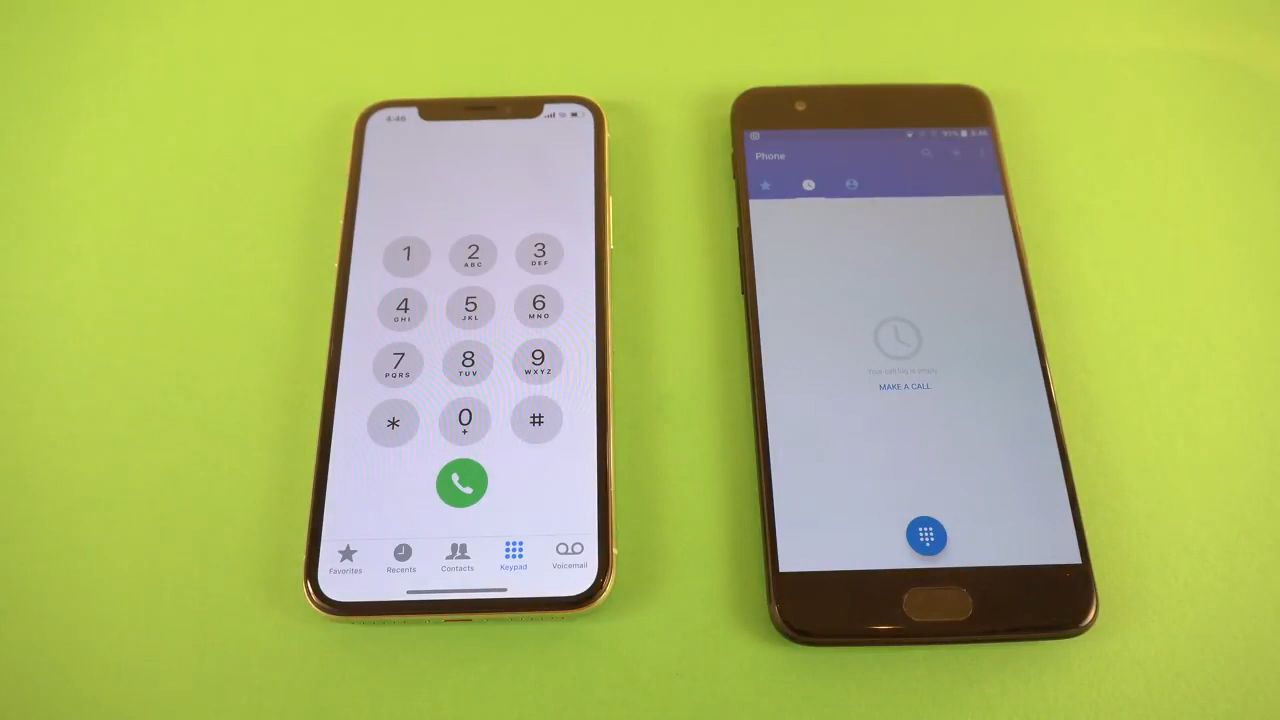 4:46
1
2
ABC
3
DEF
4
GHI
5
JKL
6
MNO
7
PQRS
8
TUV
9
WXYZ
*
0
+
#
Favorites
Recents
Contacts
Keypad
Voicemail
Phone
Your call log is empty
MAKE A CALL